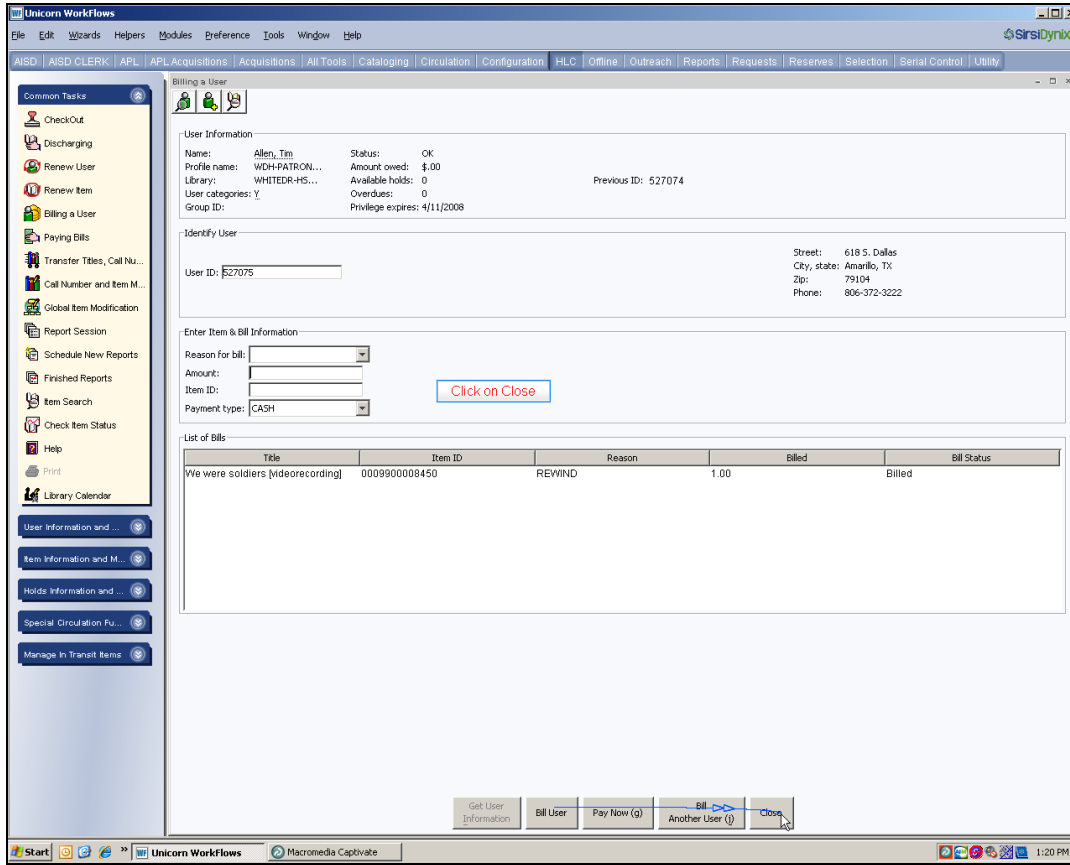 Unicorn WorkFlows
File Edit Wizards Helpers Modules Preference Tools Window Help
SirsiDynix
AISD AISD CLERK APL APL Acquisitions Acquisitions All Tools Cataloging Circulation Configuration HLC Offline Outreach Reports Requests Reserves Selection Serial Control Utility
Common Tasks
CheckOut
Discharging
Renew User
Renew Item
Billing a User
Paying Bills
Transfer Titles, Call Nu...
Call Number and Item M...
Global Item Modification
Report Session
Schedule New Reports
Finished Reports
Item Search
Check Item Status
Help
Print
Library Calendar
User Information and ...
Item Information and M...
Holds Information and ...
Special Circulation Fu...
Manage In Transit Items
Billing a User
User Information
Name: Allen, Tim Status: OK
Profile name: WDH-PATRON... Amount owed: $.00
Library: WHITEDR-HS... Available holds: 0 Previous ID: 527074
User categories: Y Overdues: 0
Group ID: Privilege expires: 4/11/2008
Identify User
User ID: 527075
Street: 618 S. Dallas
City, state: Amarillo, TX
Zip: 79104
Phone: 806-372-3222
Enter Item & Bill Information
Reason for bill:
Amount:
Item ID:
Payment type: CASH
Click on Close
List of Bills
Title Item ID Reason Billed Bill Status
We were soldiers [videorecording] 0009900008450 REWIND 1.00 Billed
Get User Information
Bill User
Pay Now (g)
Bill Another User (j)
Close
Start » Unicorn WorkFlows Macromedia Captivate 1:20 PM